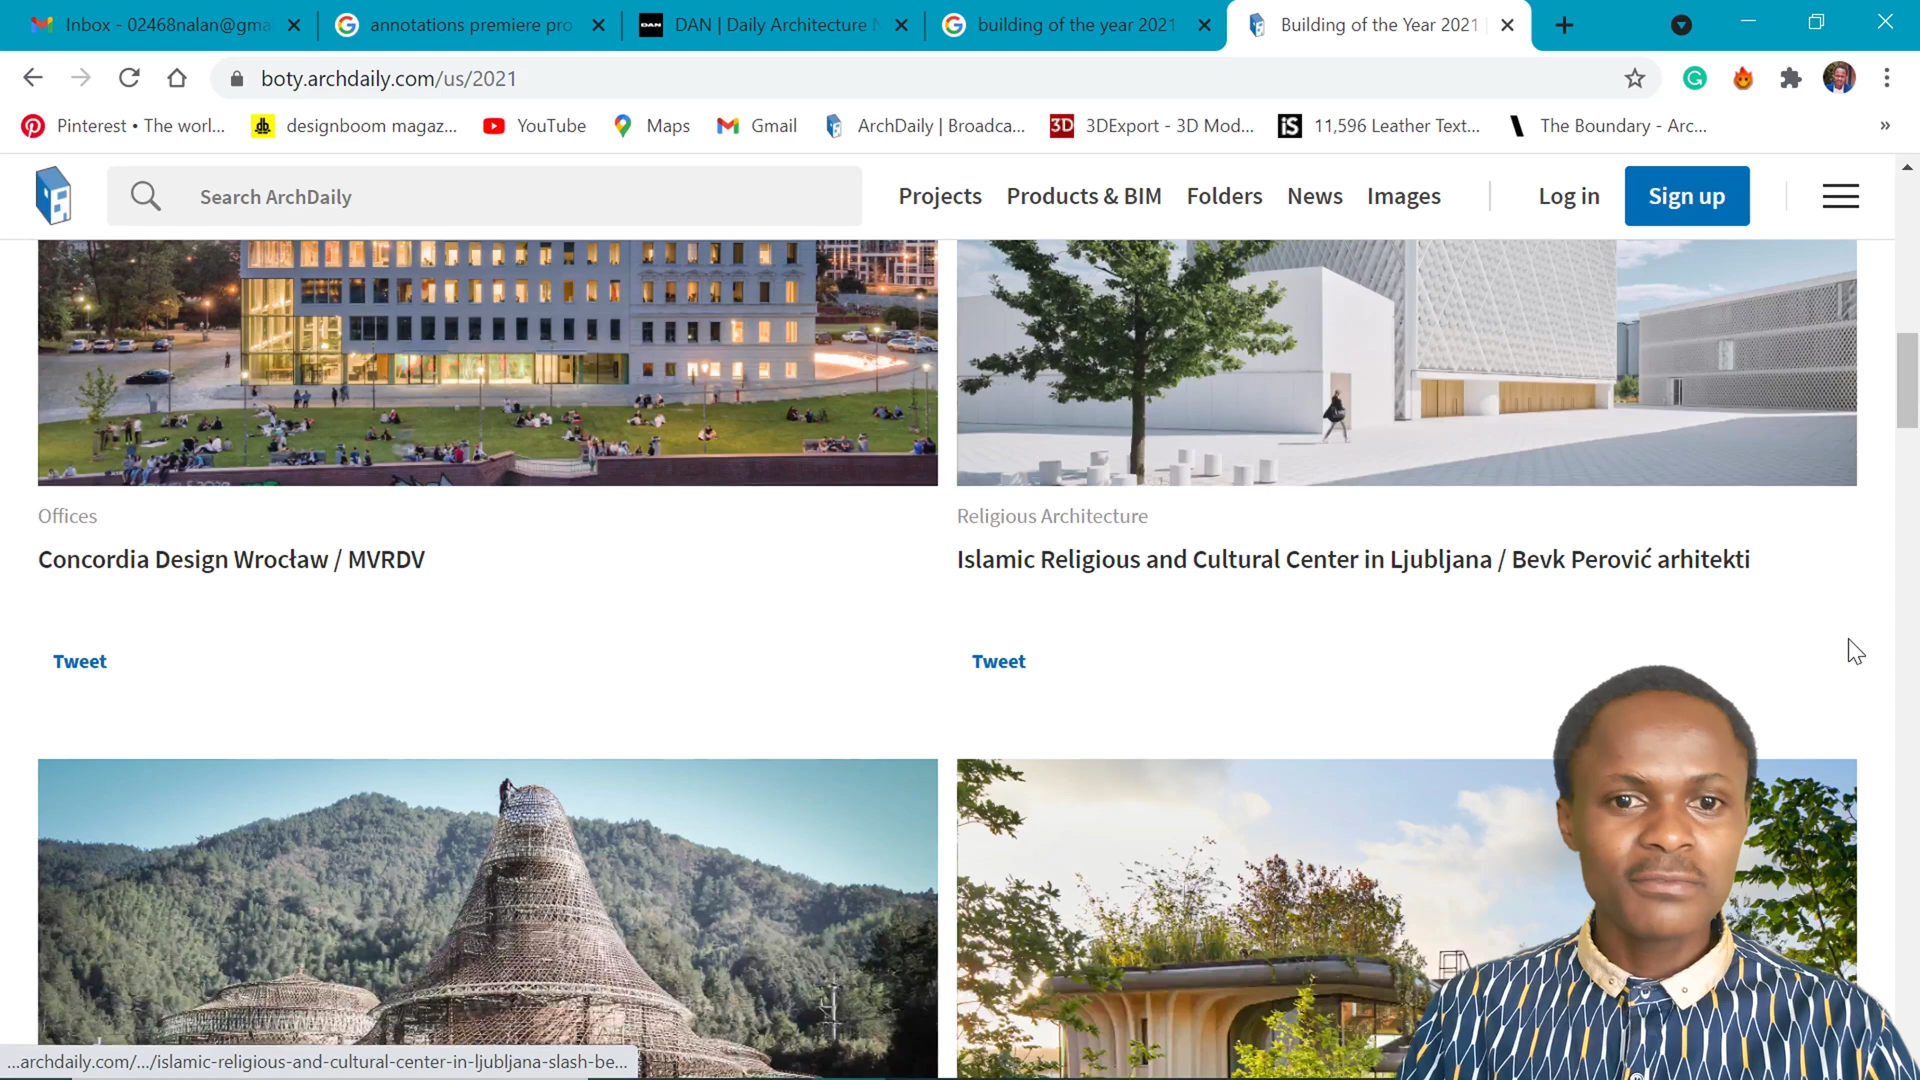 Inbox - 02468nalan@gma
annotations premiere pro
DAN
DAN | Daily Architecture N
building of the year 2021
Building of the Year 2021 |
boty.archdaily.com/us/2021
Pinterest • The worl...
designboom magaz...
YouTube
Maps
Gmail
ArchDaily | Broadca...
3D
3DExport - 3D Mod...
iS
11,596 Leather Text...
The Boundary - Arc...
»
Search ArchDaily
Projects
Products & BIM
Folders
News
Images
Log in
Sign up
Offices
Concordia Design Wrocław / MVRDV
Tweet
Religious Architecture
Islamic Religious and Cultural Center in Ljubljana / Bevk Perović arhitekti
Tweet
...archdaily.com/.../islamic-religious-and-cultural-center-in-ljubljana-slash-be...